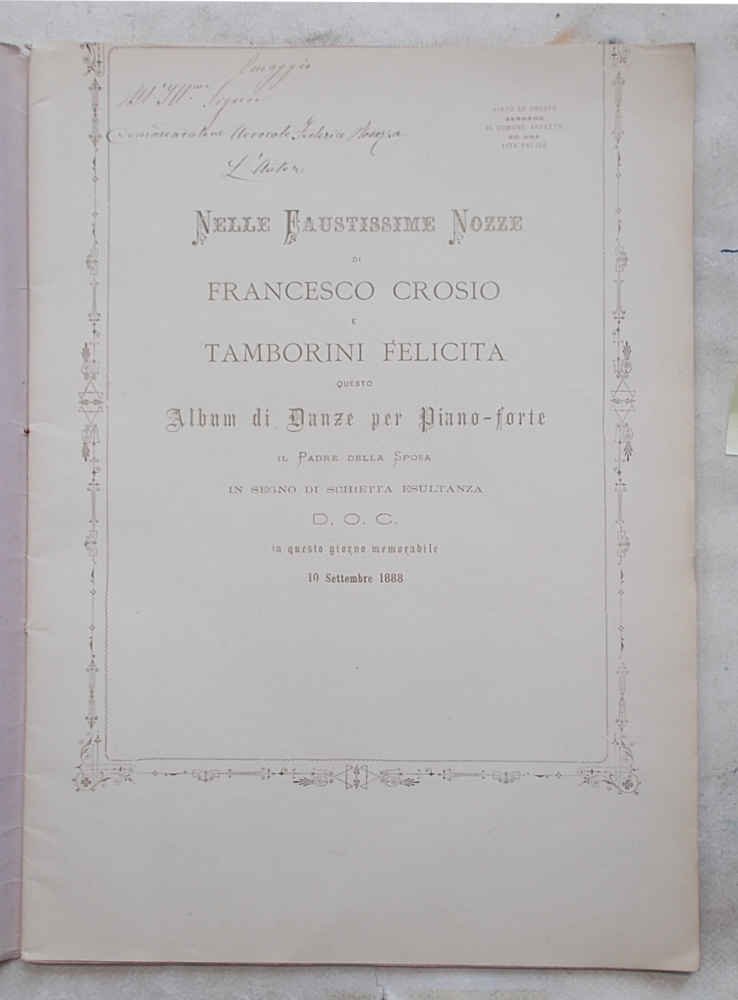 Omaggio
All'Ill.mo Signor
Avvocato Federico
L'Autore
NELLE FAUSTISSIME NOZZE
DI
FRANCESCO CROSIO
E
TAMBORINI FELICITA
QUESTO
Album di Danze per Piano-forte
IL PADRE DELLA SPOSA
IN SEGNO DI SCHIETTA ESULTANZA
D. O. C.
in questo giorno memorabile
10 Settembre 1888